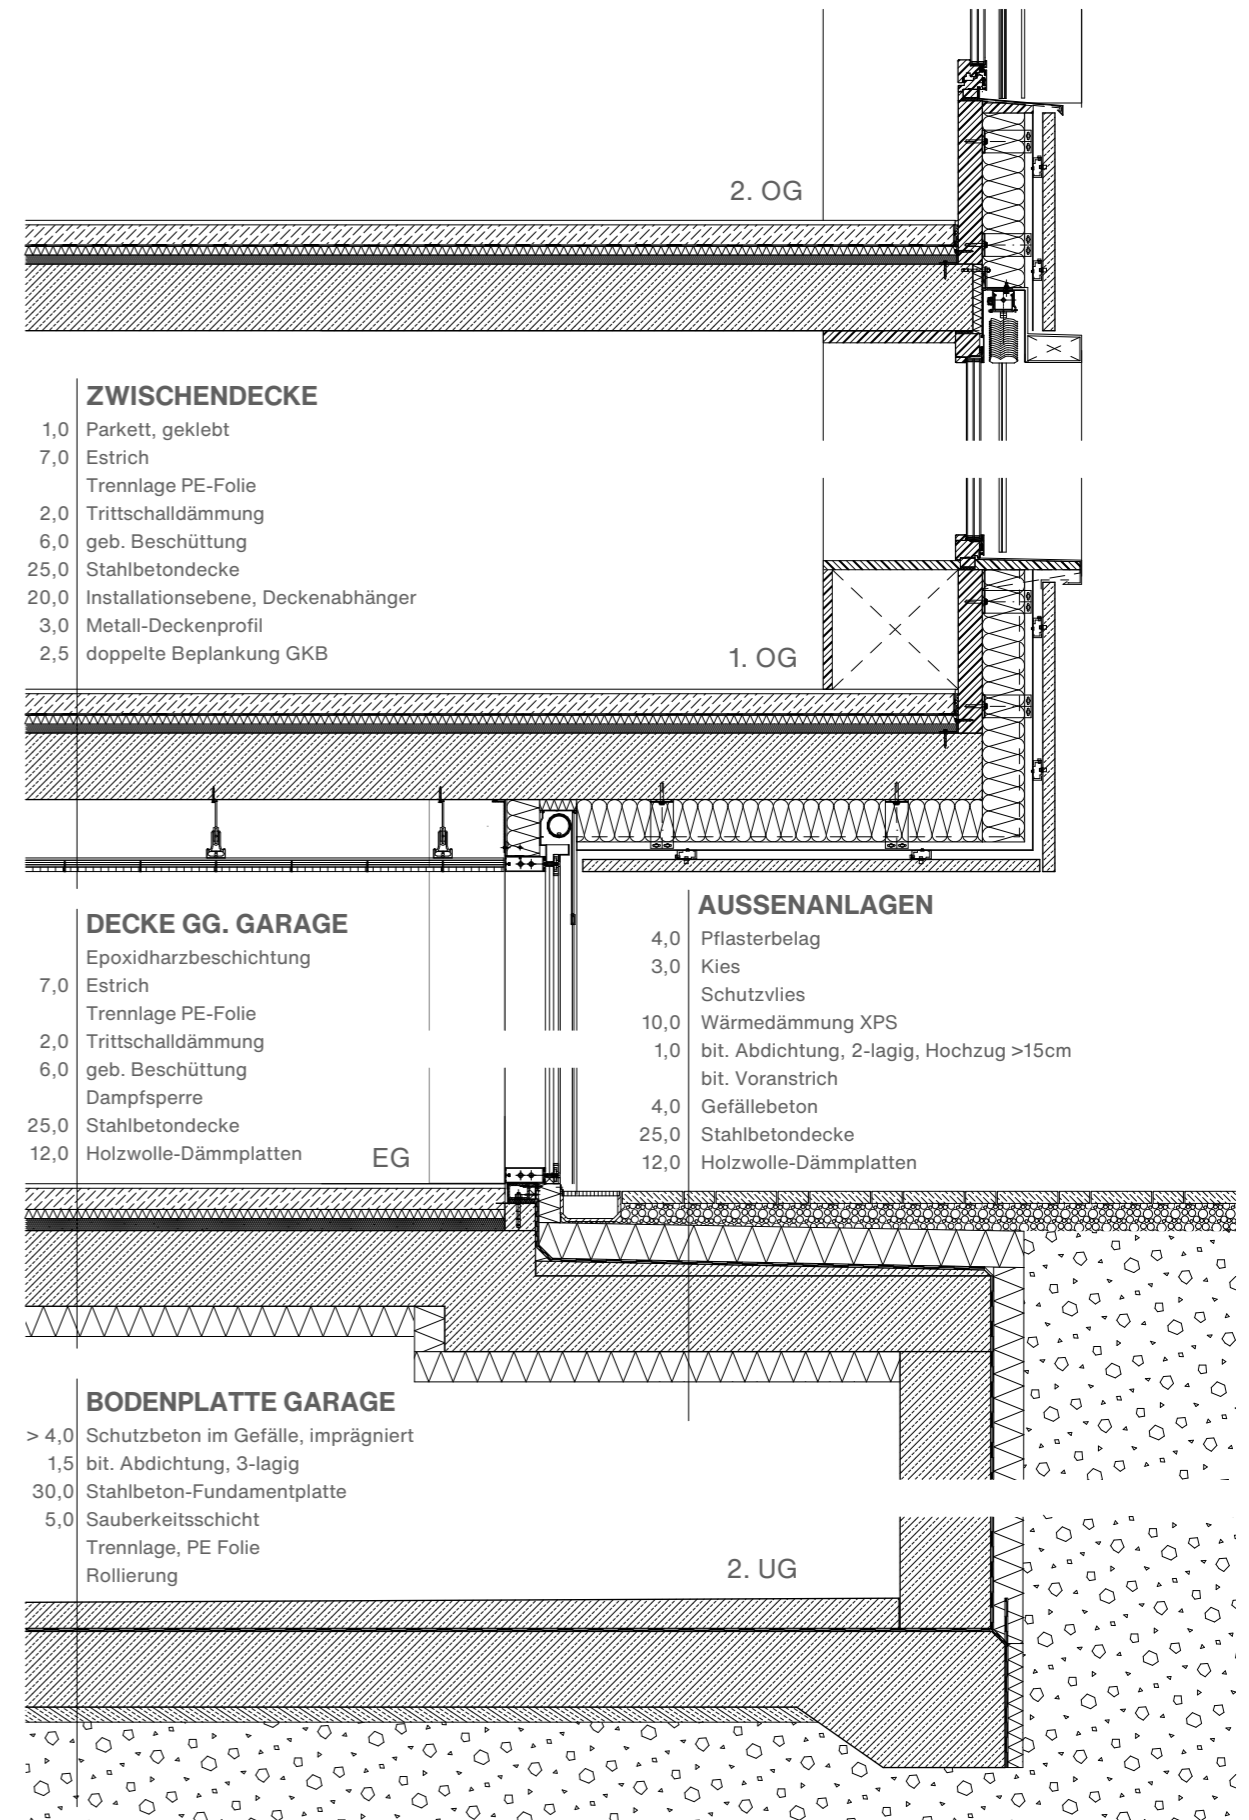 2. OG
ZWISCHENDECKE
1,0 Parkett, geklebt
7,0 Estrich
Trennlage PE-Folie
2,0 Trittschalldämmung
6,0 geb. Beschüttung
25,0 Stahlbetondecke
20,0 Installationsebene, Deckenabhänger
3,0 Metall-Deckenprofil
2,5 doppelte Beplankung GKB
1. OG
DECKE GG. GARAGE
Epoxidharzbeschichtung
7,0 Estrich
Trennlage PE-Folie
2,0 Trittschalldämmung
6,0 geb. Beschüttung
Dampfsperre
25,0 Stahlbetondecke
12,0 Holzwolle-Dämmplatten
EG
AUSSENANLAGEN
4,0 Pflasterbelag
3,0 Kies
Schutzvlies
10,0 Wärmedämmung XPS
1,0 bit. Abdichtung, 2-lagig, Hochzug >15cm
bit. Voranstrich
4,0 Gefällebeton
25,0 Stahlbetondecke
12,0 Holzwolle-Dämmplatten
BODENPLATTE GARAGE
> 4,0 Schutzbeton im Gefälle, imprägniert
1,5 bit. Abdichtung, 3-lagig
30,0 Stahlbeton-Fundamentplatte
5,0 Sauberkeitsschicht
Trennlage, PE Folie
Rollierung
2. UG